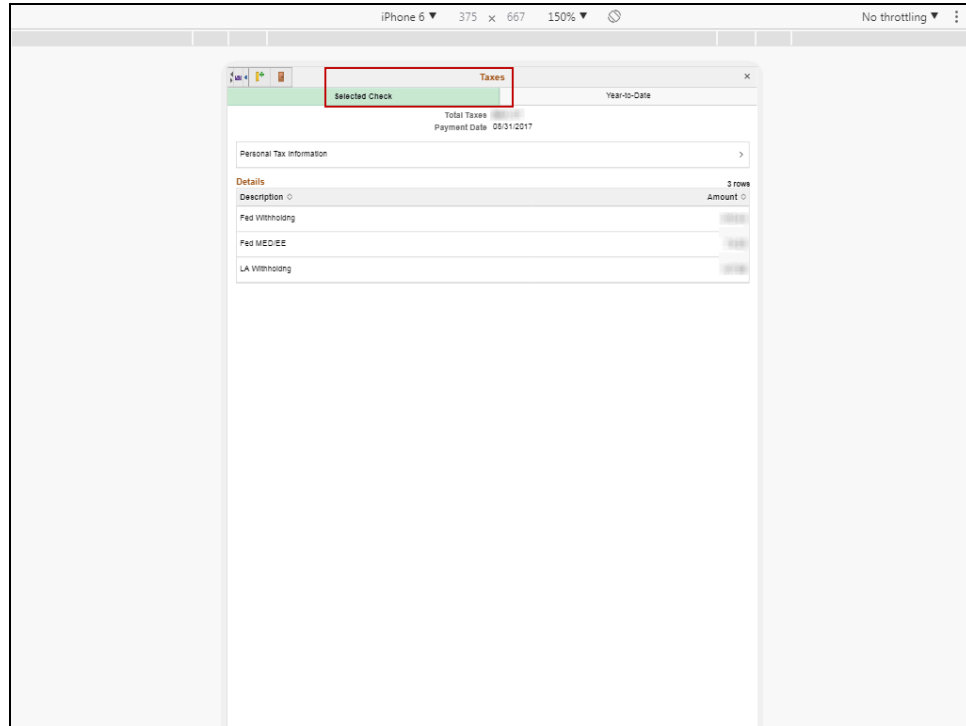 iPhone 6 ▼ 375 × 667 150% ▼ No throttling ▼
Taxes ×
Selected Check Year-to-Date
Total Taxes
Payment Date 08/31/2017
Personal Tax Information >
Details 3 rows
Description Amount
Fed Withholdng
Fed MED/EE
LA Withholdng